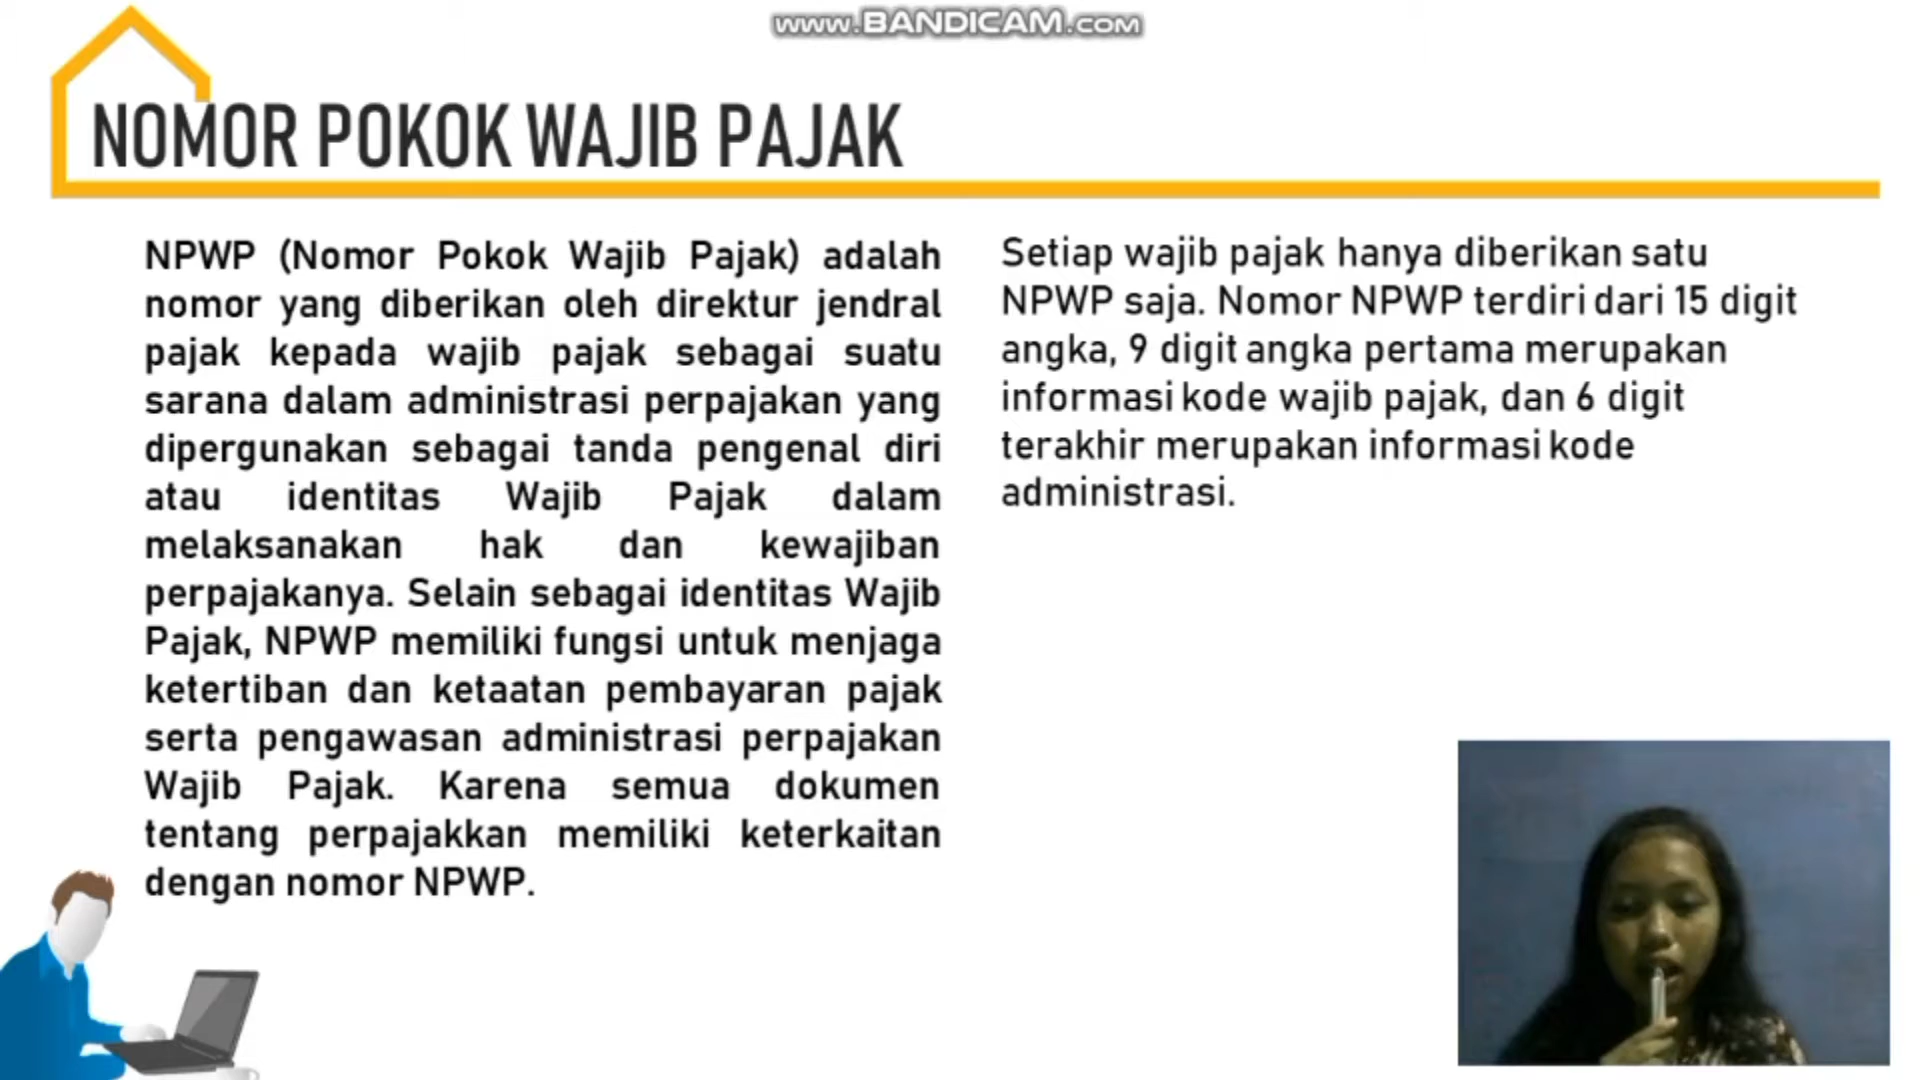 www.BANDICAM.com
NOMOR POKOK WAJIB PAJAK
NPWP (Nomor Pokok Wajib Pajak) adalah
nomor yang diberikan oleh direktur jendral
pajak kepada wajib pajak sebagai suatu
sarana dalam administrasi perpajakan yang
dipergunakan sebagai tanda pengenal diri
atau identitas Wajib Pajak dalam
melaksanakan hak dan kewajiban
perpajakanya. Selain sebagai identitas Wajib
Pajak, NPWP memiliki fungsi untuk menjaga
ketertiban dan ketaatan pembayaran pajak
serta pengawasan administrasi perpajakan
Wajib Pajak. Karena semua dokumen
tentang perpajakkan memiliki keterkaitan
dengan nomor NPWP.
Setiap wajib pajak hanya diberikan satu
NPWP saja. Nomor NPWP terdiri dari 15 digit
angka, 9 digit angka pertama merupakan
informasi kode wajib pajak, dan 6 digit
terakhir merupakan informasi kode
administrasi.